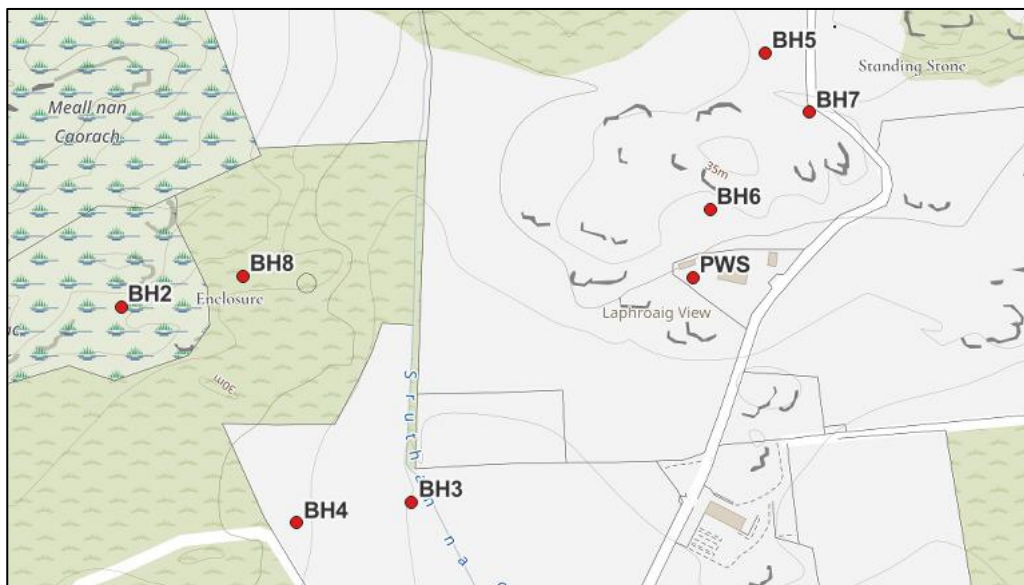 BH5
Standing Stone
BH7
Meall nan
Caorach
35m
BH6
PWS
BH8
BH2
Enclosure
Laphroaig View
30m
Sruthan na
BH3
BH4